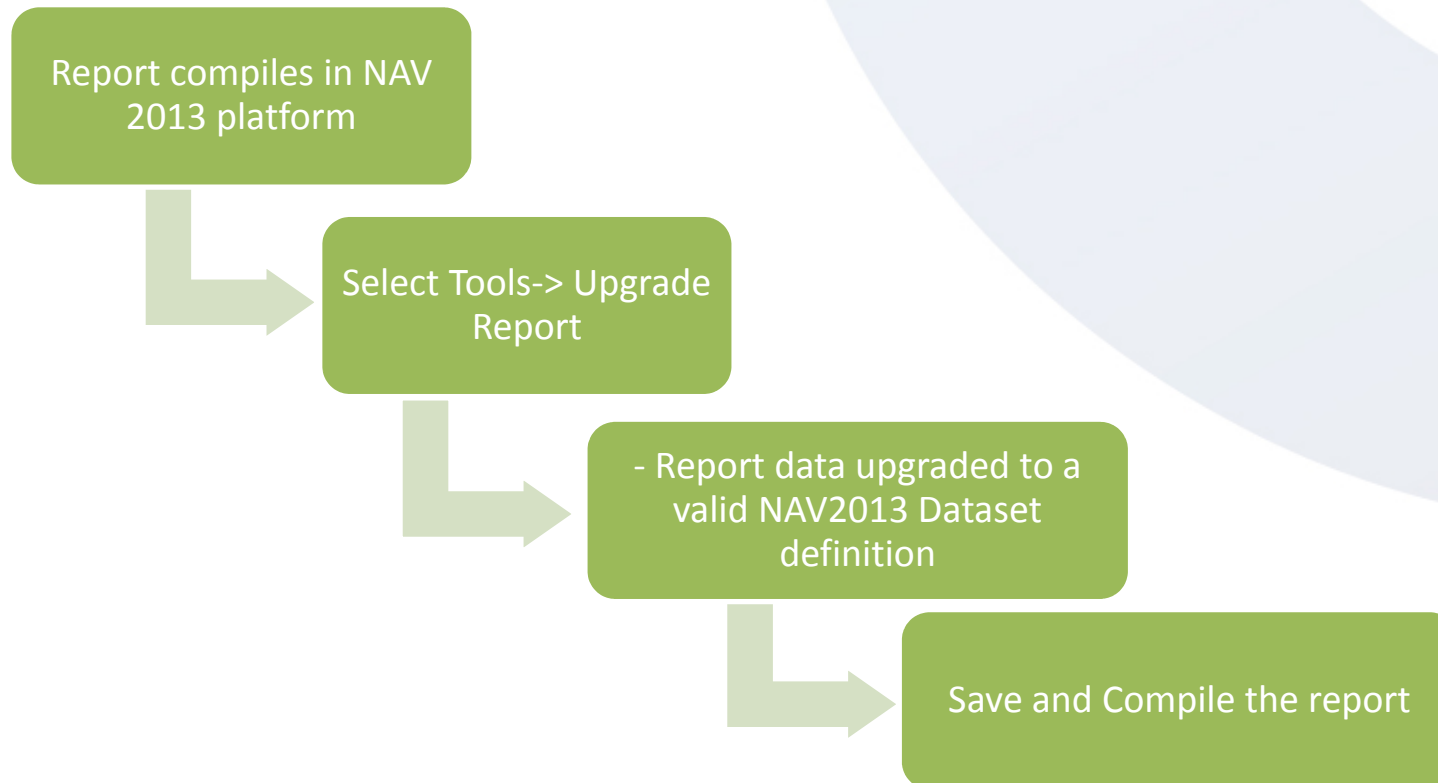 Report compiles in NAV
2013 platform
Select Tools-> Upgrade
Report
- Report data upgraded to a
valid NAV2013 Dataset
definition
Save and Compile the report